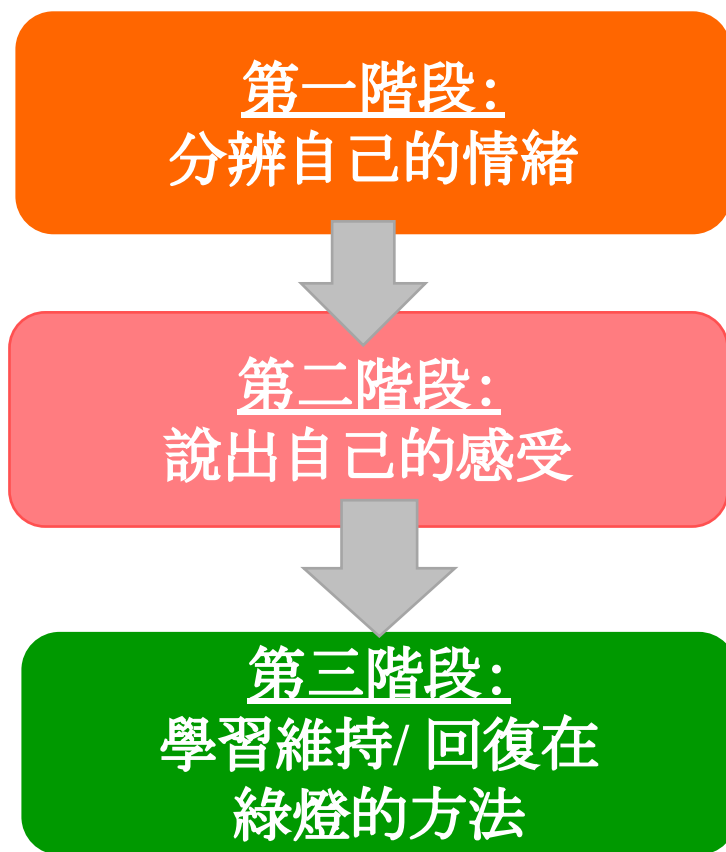 第一階段:
分辨自己的情緒
第二階段:
說出自己的感受
第三階段:
學習維持/ 回復在
綠燈的方法